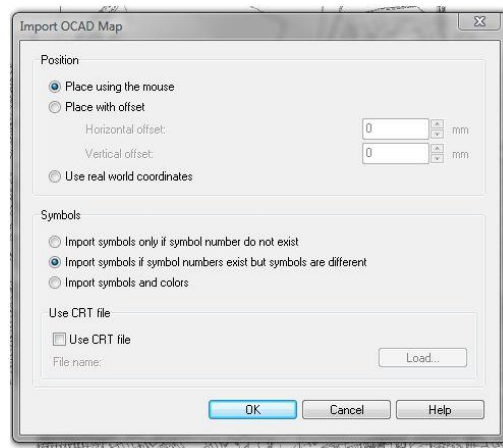 Import OCAD Map
Position
Place using the mouse
Place with offset
Horizontal offset: 0 mm
Vertical offset: 0 mm
Use real world coordinates
Symbols
Import symbols only if symbol number do not exist
Import symbols if symbol numbers exist but symbols are different
Import symbols and colors
Use CRT file
Use CRT file
File name: Load...
OK Cancel Help